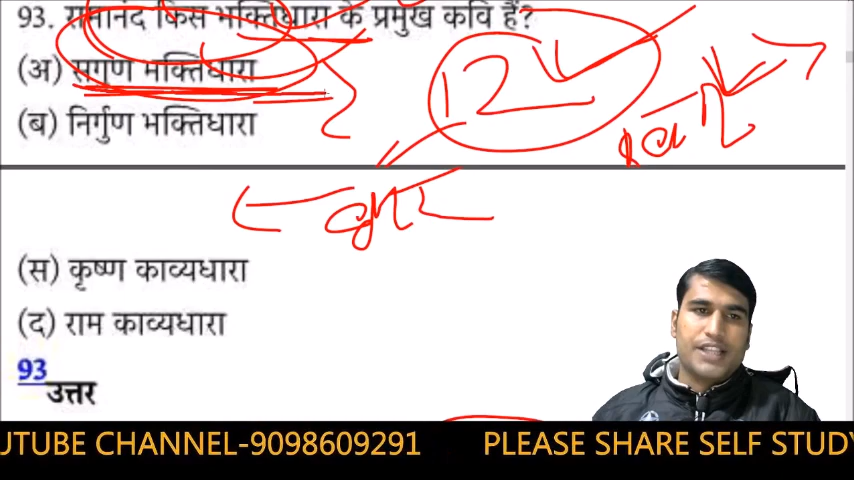 93. रामानंद किस भक्तिधारा के प्रमुख कवि हैं?
(अ) सगुण भक्तिधारा
(ब) निर्गुण भक्तिधारा
12
(स) कृष्ण काव्यधारा
(द) राम काव्यधारा
93
उत्तर
UTUBE CHANNEL-9098609291 PLEASE SHARE SELF STUDY